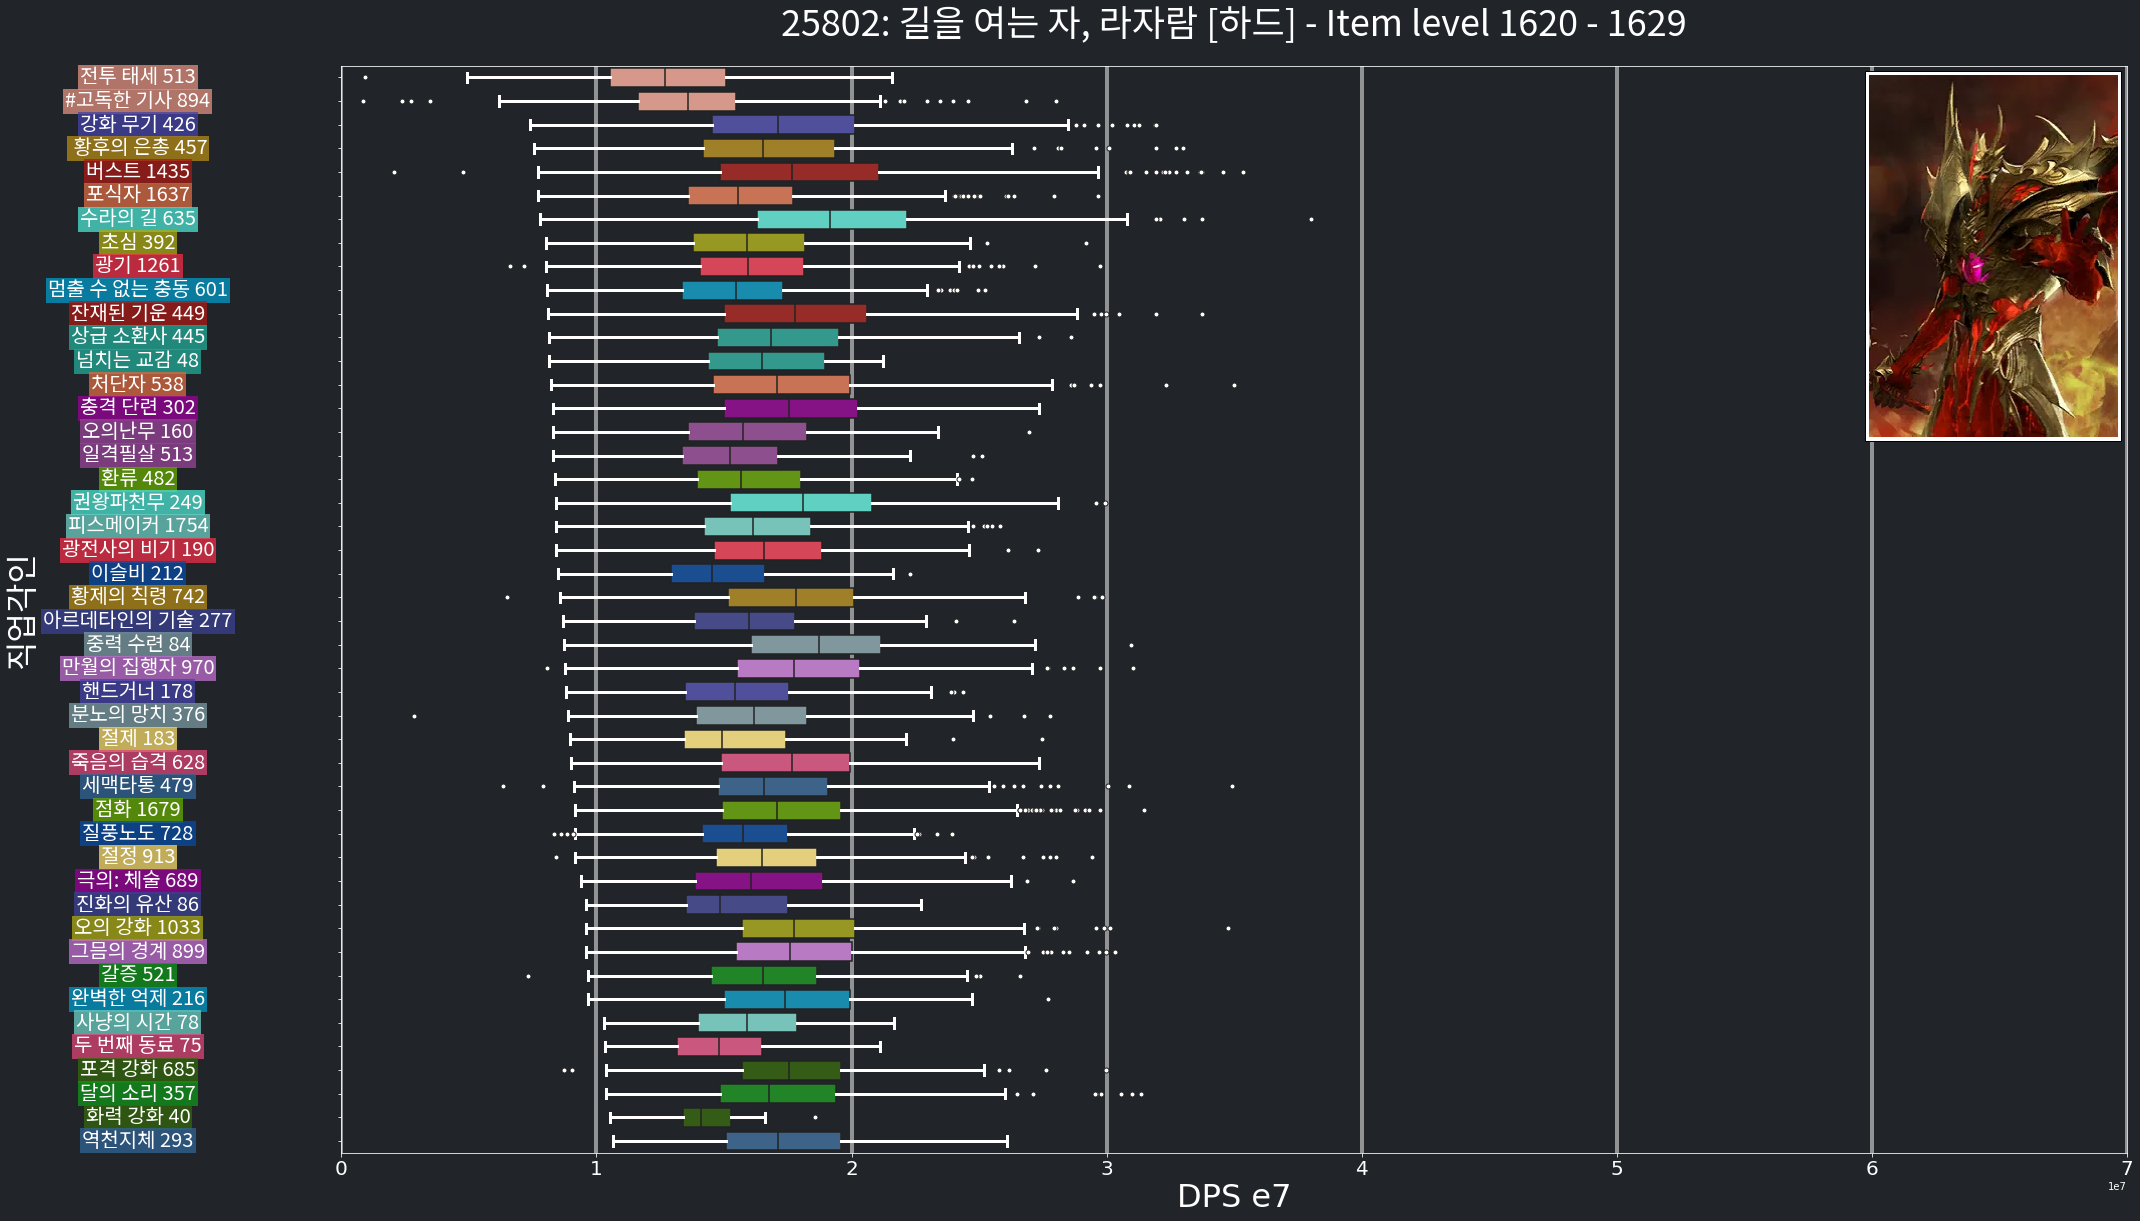 25802: 길을 여는 자, 라자람 [하드] - Item level 1620 - 1629
직업각인
전투 태세 513
#고독한 기사 894
강화 무기 426
황후의 은총 457
버스트 1435
포식자 1637
수라의 길 635
초심 392
광기 1261
멈출 수 없는 충동 601
잔재된 기운 449
상급 소환사 445
넘치는 교감 48
처단자 538
충격 단련 302
오의난무 160
일격필살 513
환류 482
권왕파천무 249
피스메이커 1754
광전사의 비기 190
이슬비 212
황제의 칙령 742
아르데타인의 기술 277
중력 수련 84
만월의 집행자 970
핸드거너 178
분노의 망치 376
절제 183
죽음의 습격 628
세맥타통 479
점화 1679
질풍노도 728
절정 913
극의: 체술 689
진화의 유산 86
오의 강화 1033
그믐의 경계 899
갈증 521
완벽한 억제 216
사냥의 시간 78
두 번째 동료 75
포격 강화 685
달의 소리 357
화력 강화 40
역천지체 293
0 1 2 3 4 5 6 7
DPS e7
1e7